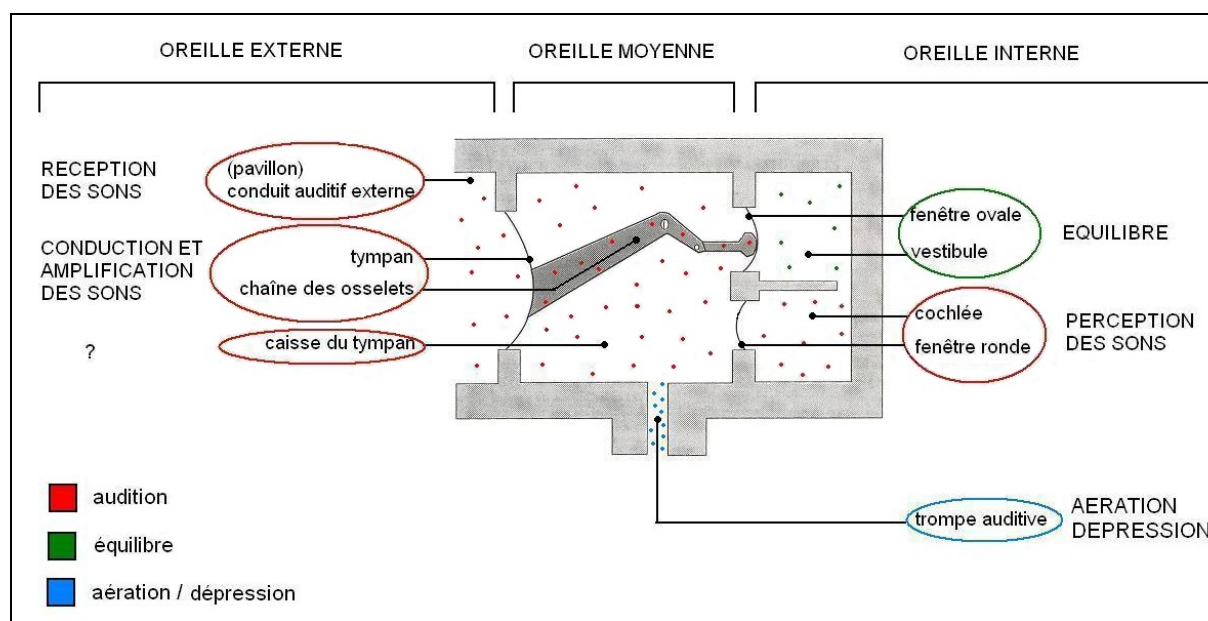 OREILLE EXTERNE
OREILLE MOYENNE
OREILLE INTERNE
RECEPTION
DES SONS
(pavillon)
conduit auditif externe
CONDUCTION ET
AMPLIFICATION
DES SONS
tympan
chaîne des osselets
?
caisse du tympan
fenêtre ovale
vestibule
EQUILIBRE
cochlée
fenêtre ronde
PERCEPTION
DES SONS
trompe auditive
AERATION
DEPRESSION
audition
équilibre
aération / dépression